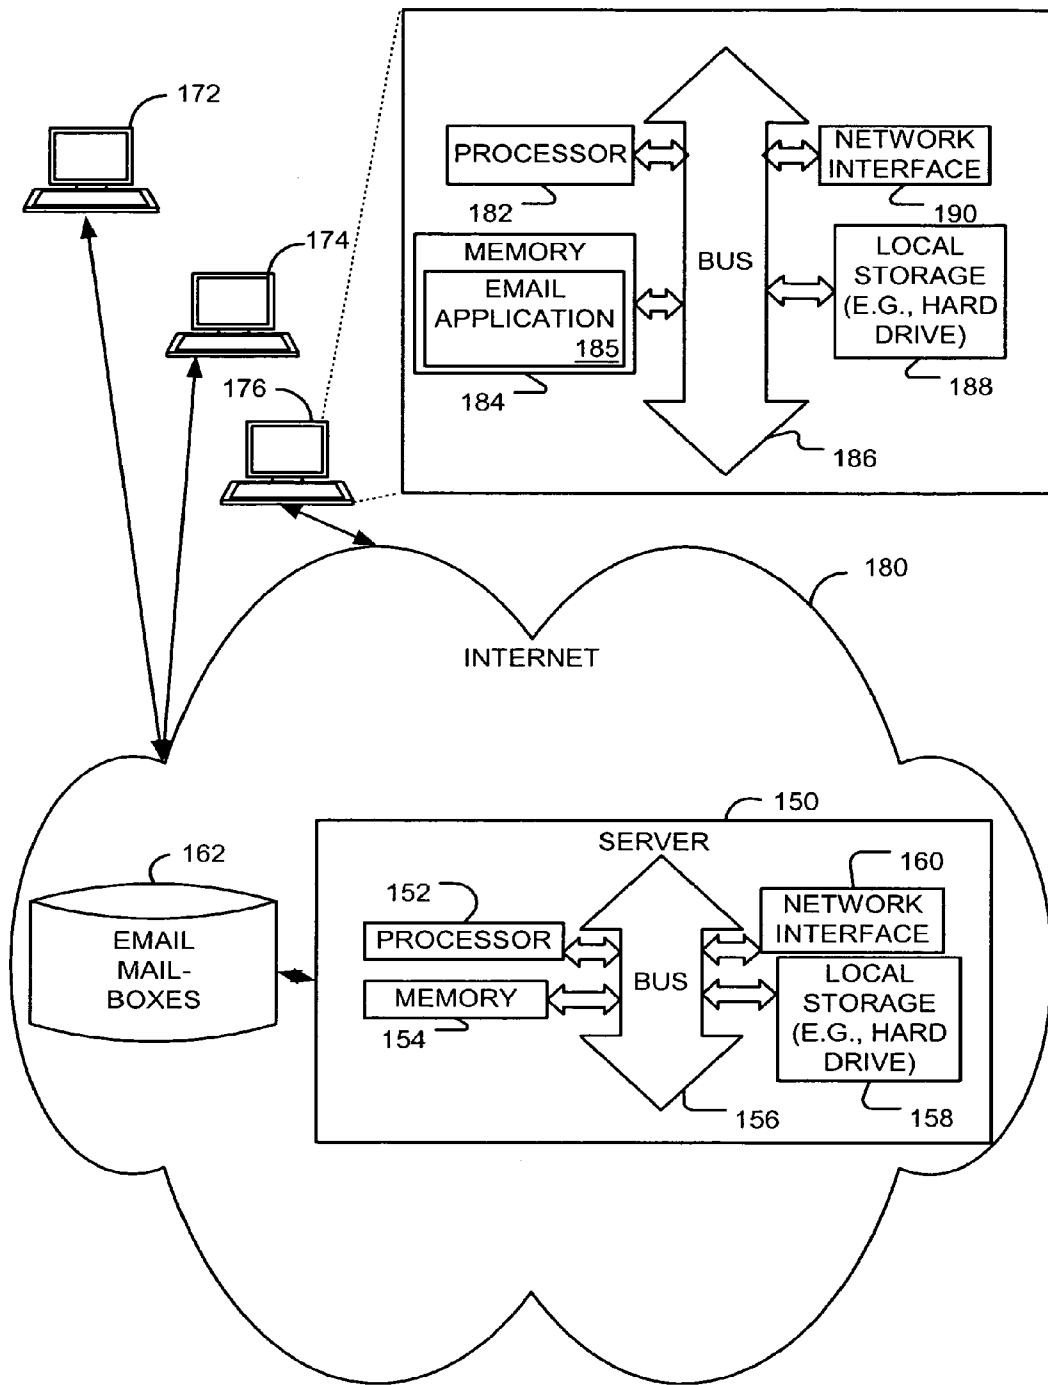 172
PROCESSOR
182
NETWORK
INTERFACE
190
174
MEMORY
EMAIL
APPLICATION
185
184
BUS
LOCAL
STORAGE
(E.G., HARD
DRIVE)
188
176
186
180
INTERNET
150
SERVER
162
EMAIL
MAIL-
BOXES
152
PROCESSOR
MEMORY
154
BUS
160
NETWORK
INTERFACE
LOCAL
STORAGE
(E.G., HARD
DRIVE)
156
158